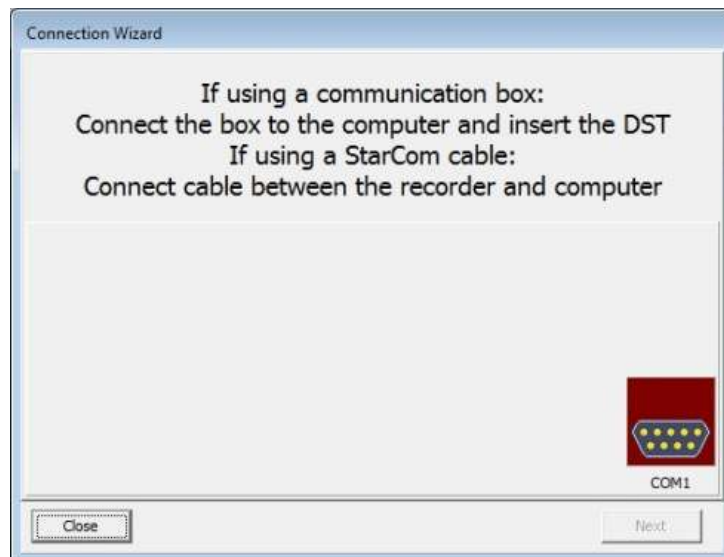 Connection Wizard
If using a communication box:
Connect the box to the computer and insert the DST
If using a StarCom cable:
Connect cable between the recorder and computer
COM1
Close
Next